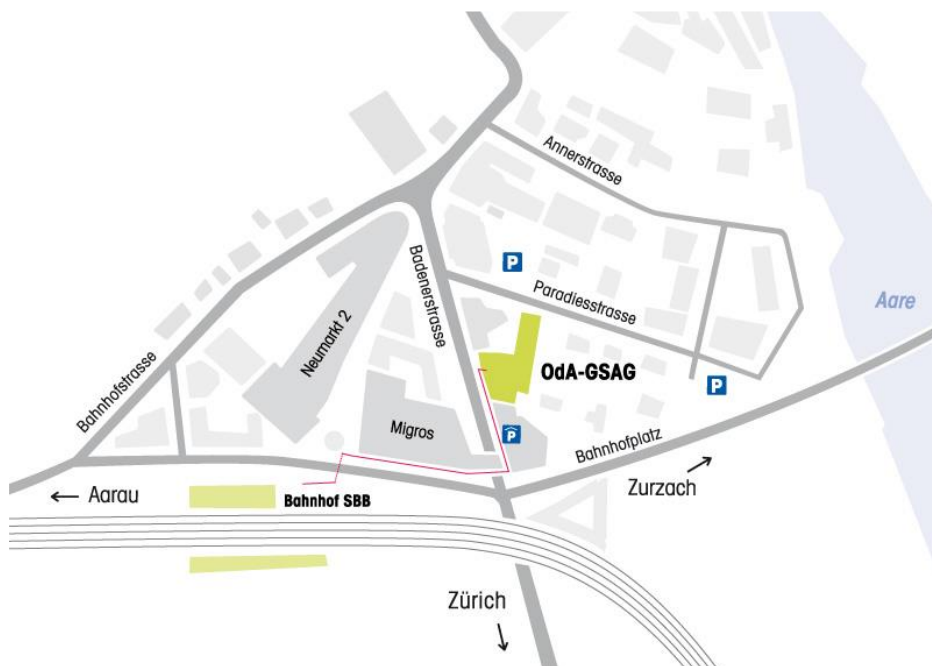 Annerstrasse
P
Badenerstrasse
Paradiesstrasse
Aare
Neumarkt 2
Bahnhofstrasse
OdA-GSAG
P
Migros
P
Bahnhofplatz
Zurzach
Aarau
Bahnhof SBB
Zürich